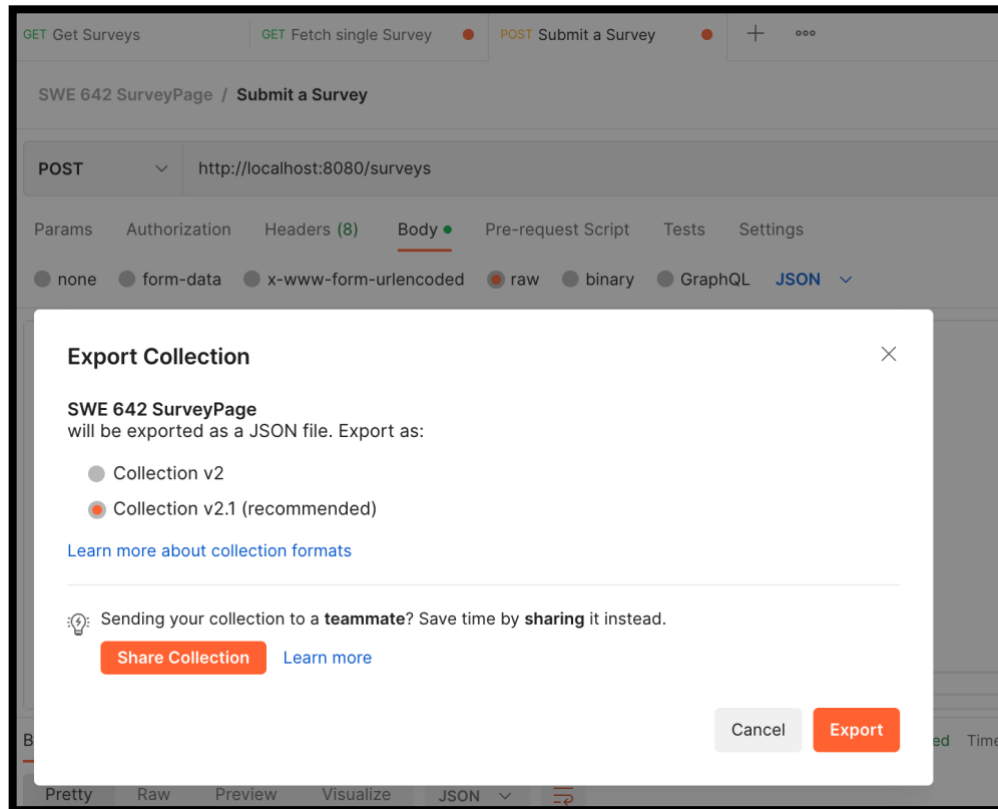 GET Get Surveys GET Fetch single Survey POST Submit a Survey
SWE 642 SurveyPage / Submit a Survey
POST http://localhost:8080/surveys
Params Authorization Headers (8) Body Pre-request Script Tests Settings
none form-data x-www-form-urlencoded raw binary GraphQL JSON
Export Collection
SWE 642 SurveyPage
will be exported as a JSON file. Export as:
Collection v2
Collection v2.1 (recommended)
Learn more about collection formats
Sending your collection to a teammate? Save time by sharing it instead.
Share Collection Learn more
Cancel Export
B ed Time
Pretty Raw Preview Visualize JSON